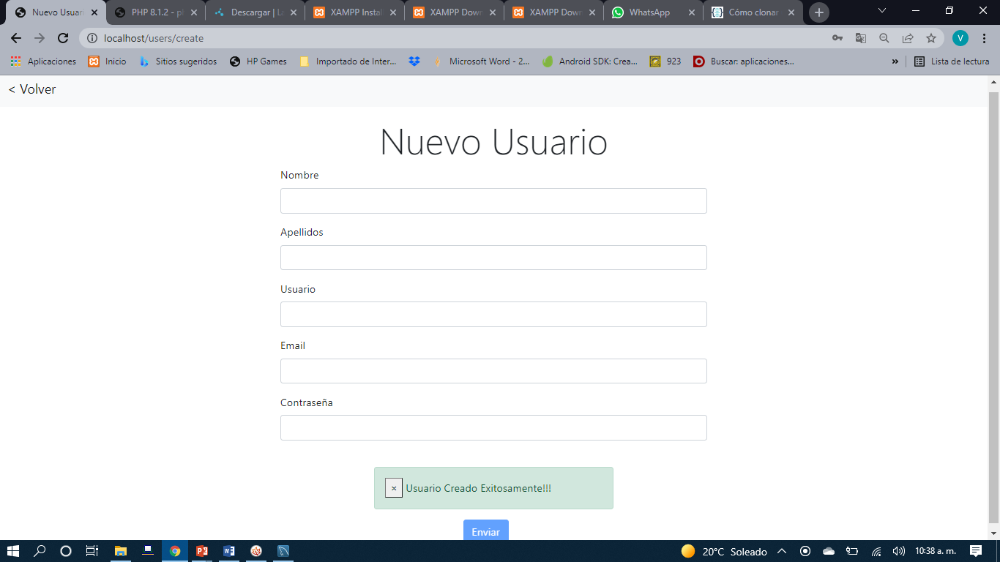 Nuevo Usuari
PHP 8.1.2 - p
Descargar | La
XAMPP Instal
XAMPP Down
XAMPP Down
WhatsApp
Cómo clonar
localhost/users/create
V
Aplicaciones
Inicio
Sitios sugeridos
HP Games
Importado de Inter...
Microsoft Word - 2...
Android SDK: Crea...
923
Buscar: aplicaciones...
»
Lista de lectura
< Volver
Nuevo Usuario
Nombre
Apellidos
Usuario
Email
Contraseña
× Usuario Creado Exitosamente!!!
Enviar
20°C Soleado
10:38 a. m.